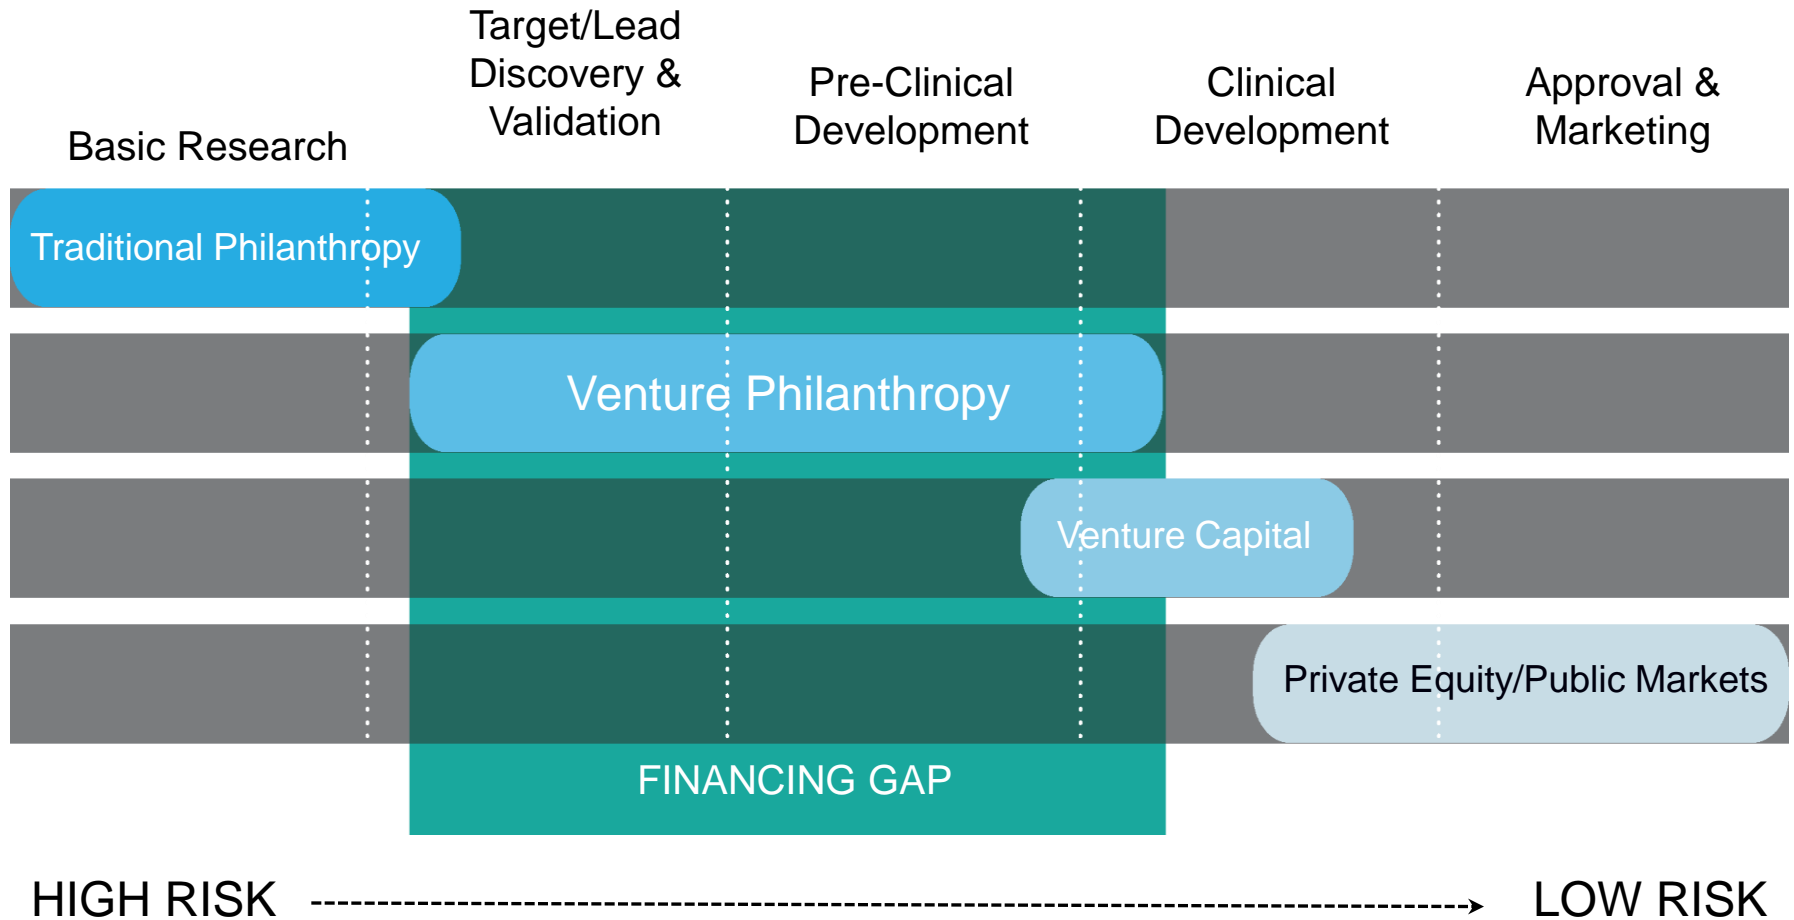 Basic Research
Target/Lead
Discovery &
Validation
Pre-Clinical
Development
Clinical
Development
Approval &
Marketing
Traditional Philanthropy
Venture Philanthropy
Venture Capital
Private Equity/Public Markets
FINANCING GAP
HIGH RISK
LOW RISK